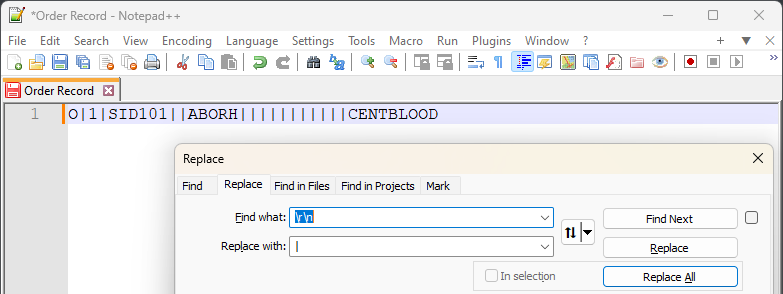 *Order Record - Notepad++
File Edit Search View Encoding Language Settings Tools Macro Run Plugins Window ? + ▼ ✕
Order Record
1 O|1|SID101||ABORH|||||||||||CENTBLOOD
Replace
Find Replace Find in Files Find in Projects Mark
Find what: \r\n Find Next
Replace with: | Replace
In selection Replace All